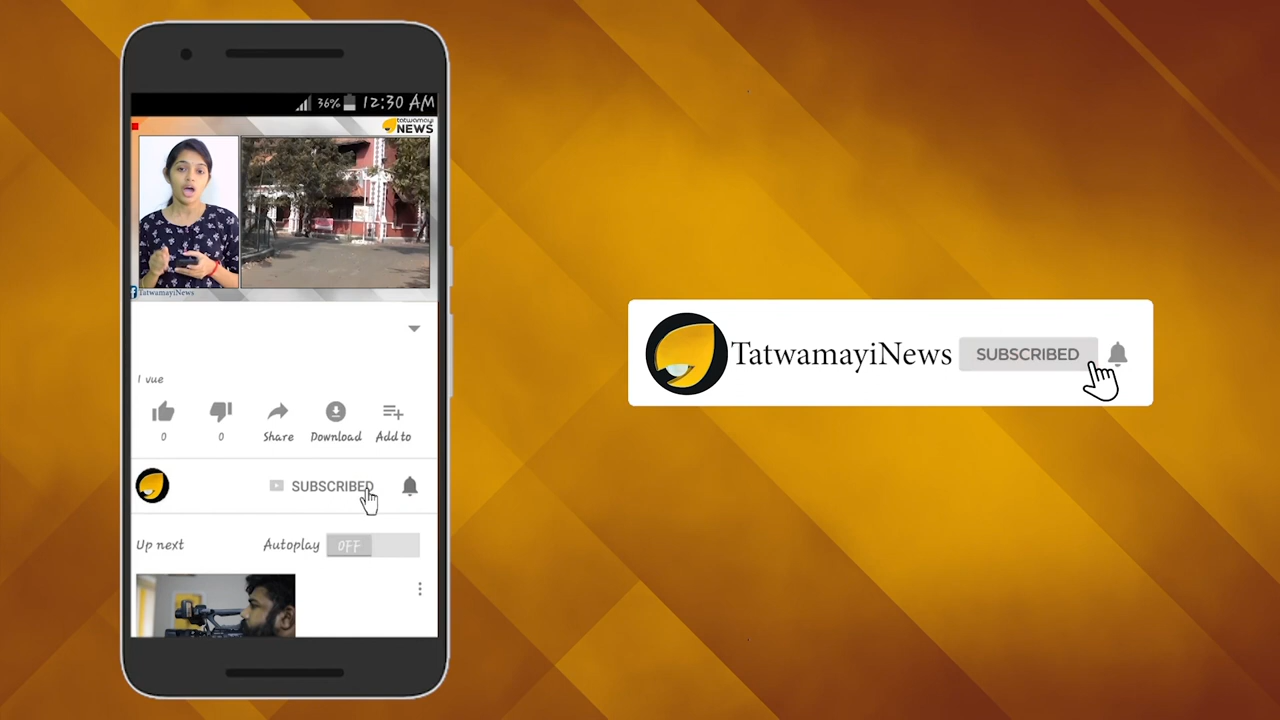 36% 12:30 AM
tatwamayi
NEWS
TatwamayiNews
1 vue
0 0 Share Download Add to
SUBSCRIBED
Up next Autoplay OFF
TatwamayiNews SUBSCRIBED